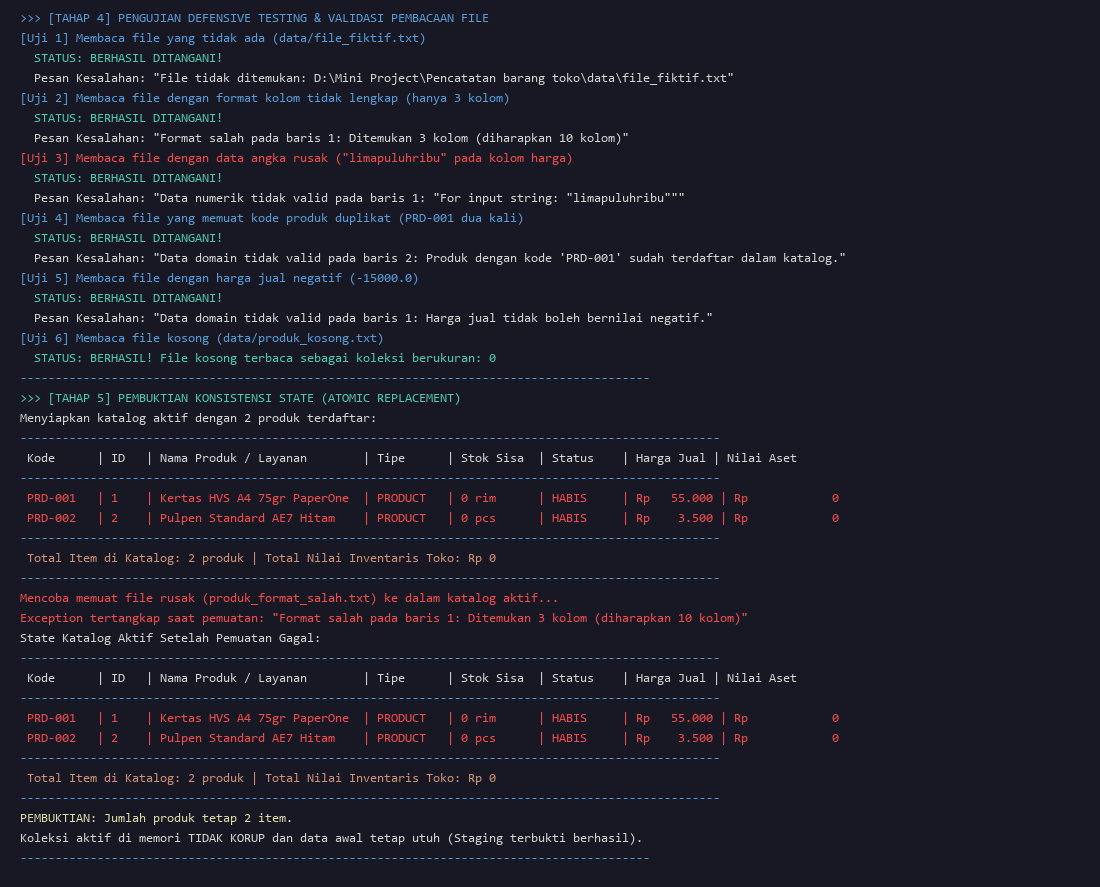 >>> [TAHAP 4] PENGUJIAN DEFENSIVE TESTING & VALIDASI PEMBACAAN FILE
[Uji 1] Membaca file yang tidak ada (data/file_fiktif.txt)
  STATUS: BERHASIL DITANGANI!
  Pesan Kesalahan: "File tidak ditemukan: D:\Mini Project\Pencatatan barang toko\data\file_fiktif.txt"
[Uji 2] Membaca file dengan format kolom tidak lengkap (hanya 3 kolom)
  STATUS: BERHASIL DITANGANI!
  Pesan Kesalahan: "Format salah pada baris 1: Ditemukan 3 kolom (diharapkan 10 kolom)"
[Uji 3] Membaca file dengan data angka rusak ("limapuluhribu" pada kolom harga)
  STATUS: BERHASIL DITANGANI!
  Pesan Kesalahan: "Data numerik tidak valid pada baris 1: "For input string: "limapuluhribu"""
[Uji 4] Membaca file yang memuat kode produk duplikat (PRD-001 dua kali)
  STATUS: BERHASIL DITANGANI!
  Pesan Kesalahan: "Data domain tidak valid pada baris 2: Produk dengan kode 'PRD-001' sudah terdaftar dalam katalog."
[Uji 5] Membaca file dengan harga jual negatif (-15000.0)
  STATUS: BERHASIL DITANGANI!
  Pesan Kesalahan: "Data domain tidak valid pada baris 1: Harga jual tidak boleh bernilai negatif."
[Uji 6] Membaca file kosong (data/produk_kosong.txt)
  STATUS: BERHASIL! File kosong terbaca sebagai koleksi berukuran: 0
------------------------------------------------------------------------------------------
>>> [TAHAP 5] PEMBUKTIAN KONSISTENSI STATE (ATOMIC REPLACEMENT)
Menyiapkan katalog aktif dengan 2 produk terdaftar:
----------------------------------------------------------------------------------------------------
 Kode      | ID   | Nama Produk / Layanan        | Tipe      | Stok Sisa  | Status    | Harga Jual | Nilai Aset
----------------------------------------------------------------------------------------------------
 PRD-001   | 1    | Kertas HVS A4 75gr PaperOne  | PRODUCT   | 0 rim      | HABIS     | Rp   55.000 | Rp            0
 PRD-002   | 2    | Pulpen Standard AE7 Hitam    | PRODUCT   | 0 pcs      | HABIS     | Rp    3.500 | Rp            0
----------------------------------------------------------------------------------------------------
 Total Item di Katalog: 2 produk | Total Nilai Inventaris Toko: Rp 0
----------------------------------------------------------------------------------------------------
Mencoba memuat file rusak (produk_format_salah.txt) ke dalam katalog aktif...
Exception tertangkap saat pemuatan: "Format salah pada baris 1: Ditemukan 3 kolom (diharapkan 10 kolom)"
State Katalog Aktif Setelah Pemuatan Gagal:
----------------------------------------------------------------------------------------------------
 Kode      | ID   | Nama Produk / Layanan        | Tipe      | Stok Sisa  | Status    | Harga Jual | Nilai Aset
----------------------------------------------------------------------------------------------------
 PRD-001   | 1    | Kertas HVS A4 75gr PaperOne  | PRODUCT   | 0 rim      | HABIS     | Rp   55.000 | Rp            0
 PRD-002   | 2    | Pulpen Standard AE7 Hitam    | PRODUCT   | 0 pcs      | HABIS     | Rp    3.500 | Rp            0
----------------------------------------------------------------------------------------------------
 Total Item di Katalog: 2 produk | Total Nilai Inventaris Toko: Rp 0
----------------------------------------------------------------------------------------------------
PEMBUKTIAN: Jumlah produk tetap 2 item.
Koleksi aktif di memori TIDAK KORUP dan data awal tetap utuh (Staging terbukti berhasil).
------------------------------------------------------------------------------------------